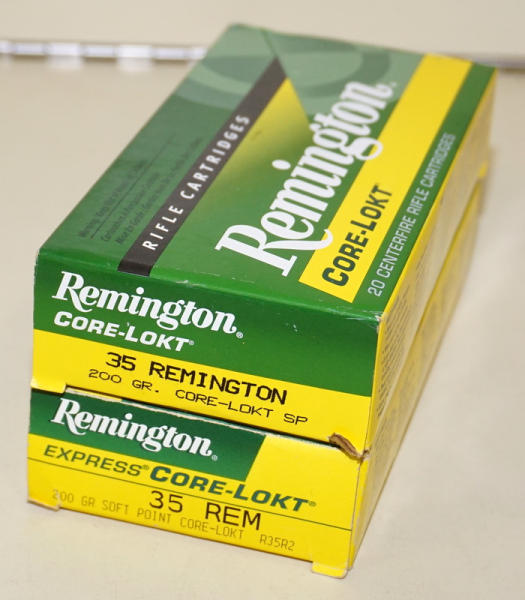 RIFLE CARTRIDGES
Remington®
CORE-LOKT
20 CENTERFIRE RIFLE CARTRIDGES
Remington®
CORE-LOKT®
35 REMINGTON
200 GR. CORE-LOKT SP
Remington®
EXPRESS® CORE-LOKT®
35 REM
200 GR SOFT POINT CORE-LOKT R35R2